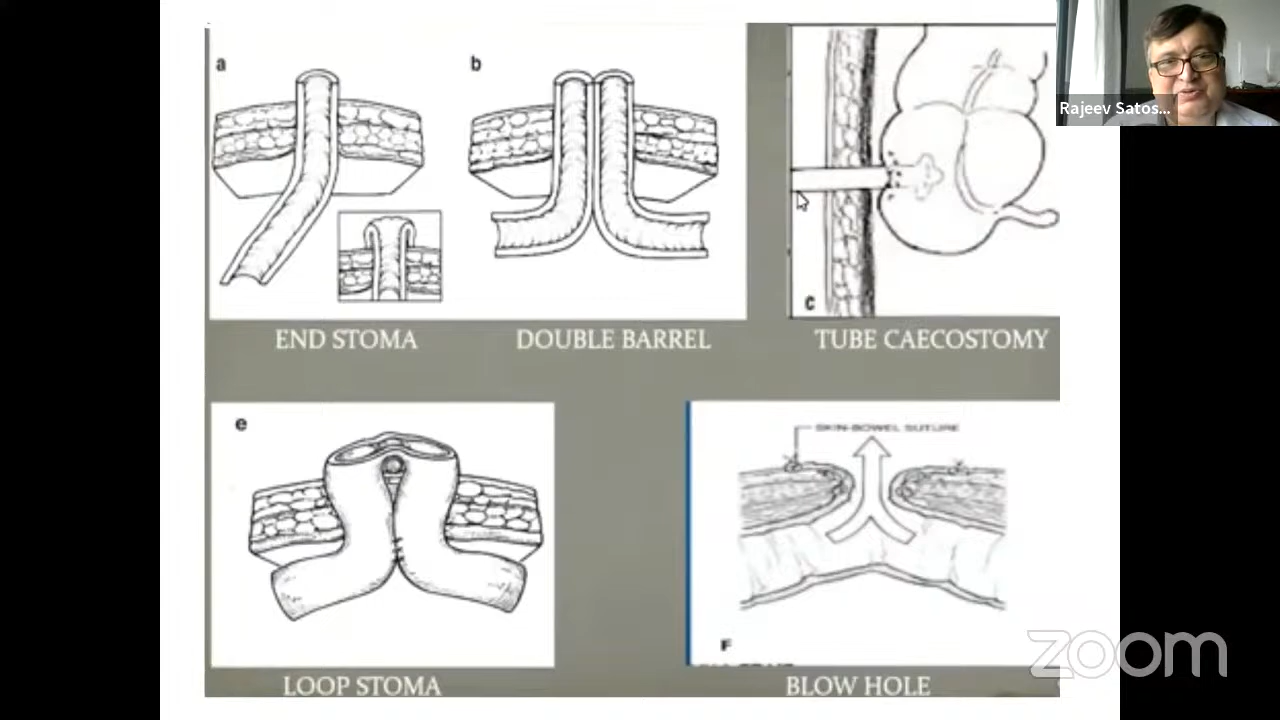 a
b
Rajeev Satos...
c
END STOMA
DOUBLE BARREL
TUBE CAECOSTOMY
e
SKIN-BOWEL SUTURE
F
LOOP STOMA
BLOW HOLE
zoom